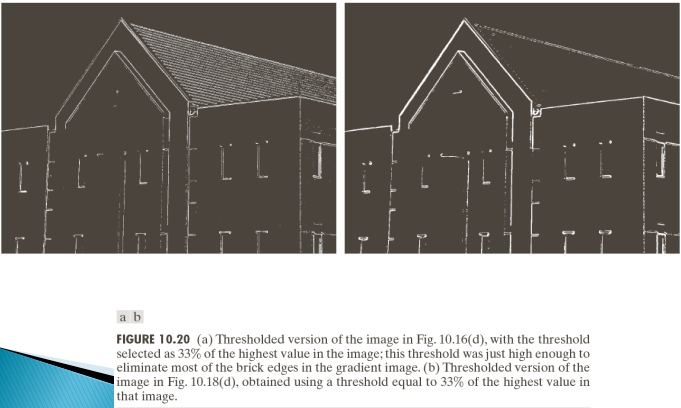 a b
FIGURE 10.20 (a) Thresholded version of the image in Fig. 10.16(d), with the threshold
selected as 33% of the highest value in the image; this threshold was just high enough to
eliminate most of the brick edges in the gradient image. (b) Thresholded version of the
image in Fig. 10.18(d), obtained using a threshold equal to 33% of the highest value in
that image.